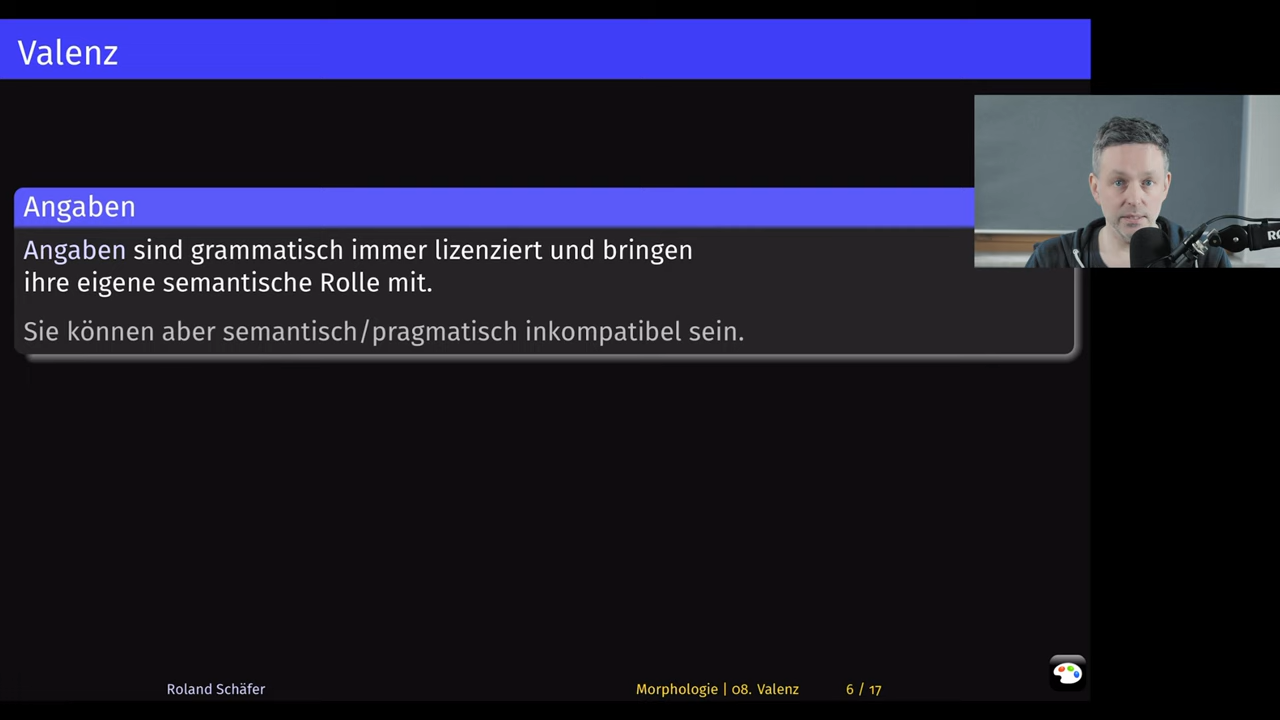 Valenz
Angaben
Angaben sind grammatisch immer lizenziert und bringen
ihre eigene semantische Rolle mit.
Sie können aber semantisch/pragmatisch inkompatibel sein.
Roland Schäfer
Morphologie | 08. Valenz
6 / 17